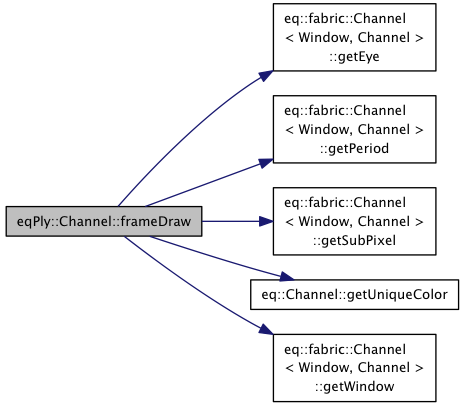 eq::fabric::Channel
< Window, Channel >
::getEye
eq::fabric::Channel
< Window, Channel >
::getPeriod
eqPly::Channel::frameDraw
eq::fabric::Channel
< Window, Channel >
::getSubPixel
eq::Channel::getUniqueColor
eq::fabric::Channel
< Window, Channel >
::getWindow